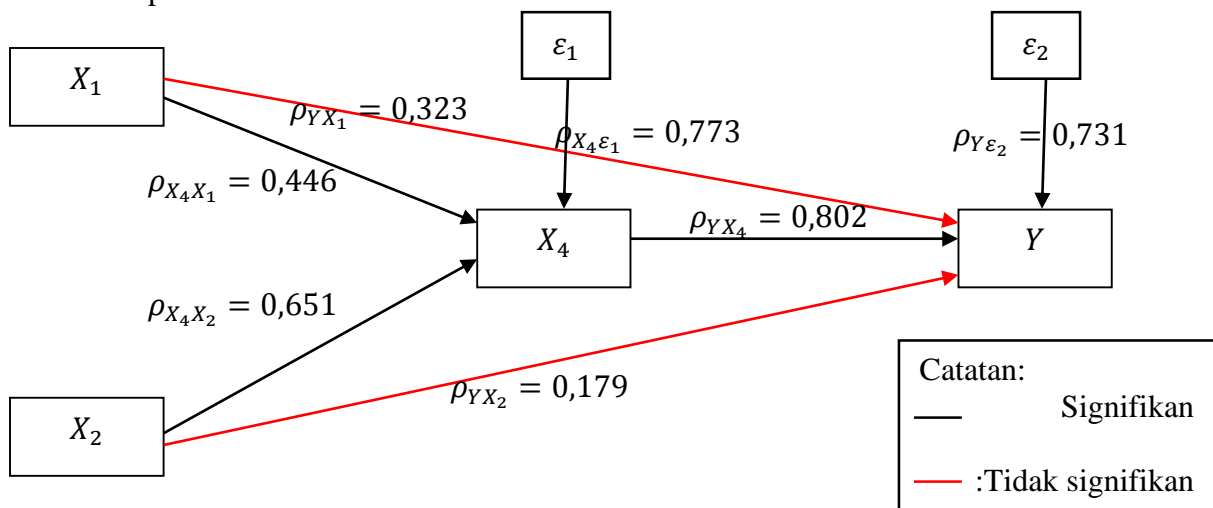 ε₁
ε₂
X₁
ρ_{YX₁} = 0,323
ρ_{X₄ε₁} = 0,773
ρ_{Yε₂} = 0,731
ρ_{X₄X₁} = 0,446
ρ_{YX₄} = 0,802
X₄
Y
ρ_{X₄X₂} = 0,651
ρ_{YX₂} = 0,179
X₂
Catatan:
Signifikan
:Tidak signifikan